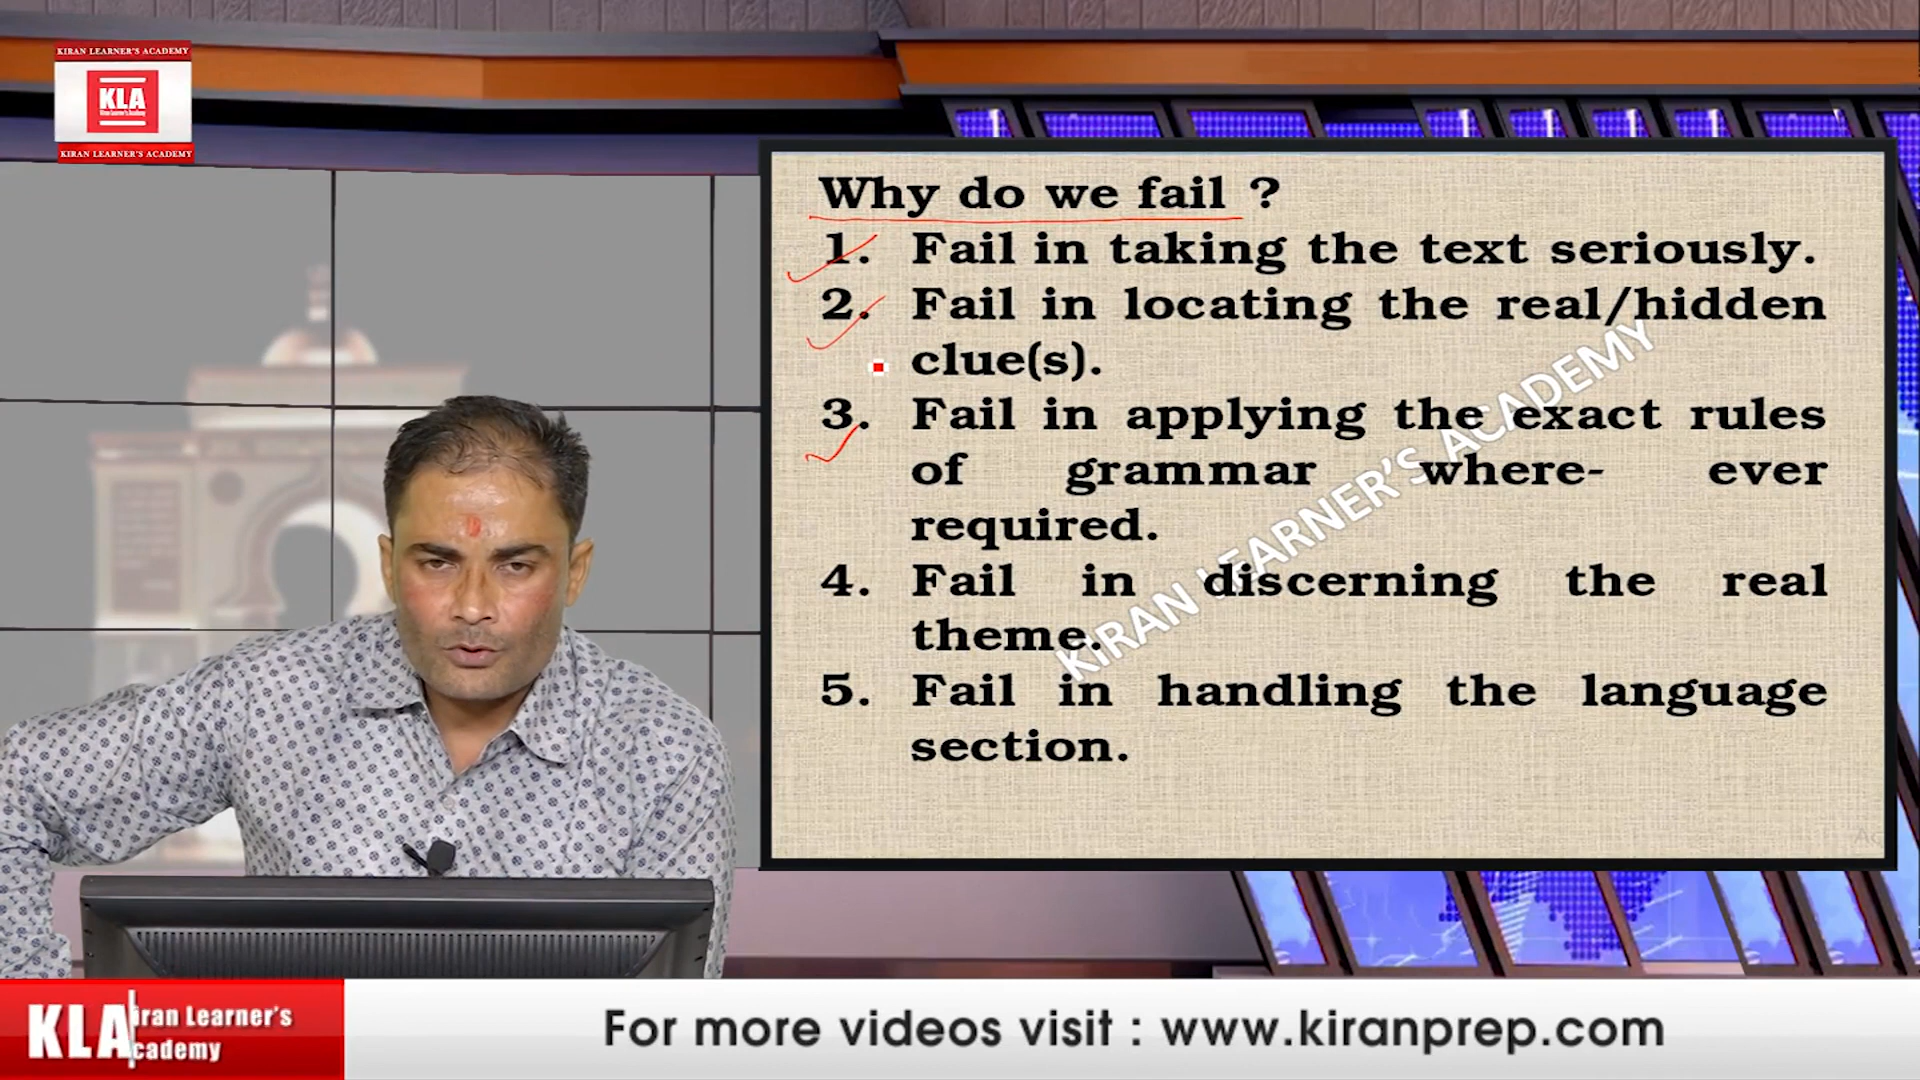 KIRAN LEARNER'S ACADEMY
KLA
Kiran Learner's Academy
KIRAN LEARNER'S ACADEMY
Why do we fail ?
1. Fail in taking the text seriously.
2. Fail in locating the real/hidden
clue(s).
3. Fail in applying the exact rules
of grammar where- ever
required.
4. Fail in discerning the real
theme.
5. Fail in handling the language
section.
KIRAN LEARNER'S ACADEMY
KLA
Kiran Learner's
Academy
For more videos visit : www.kiranprep.com